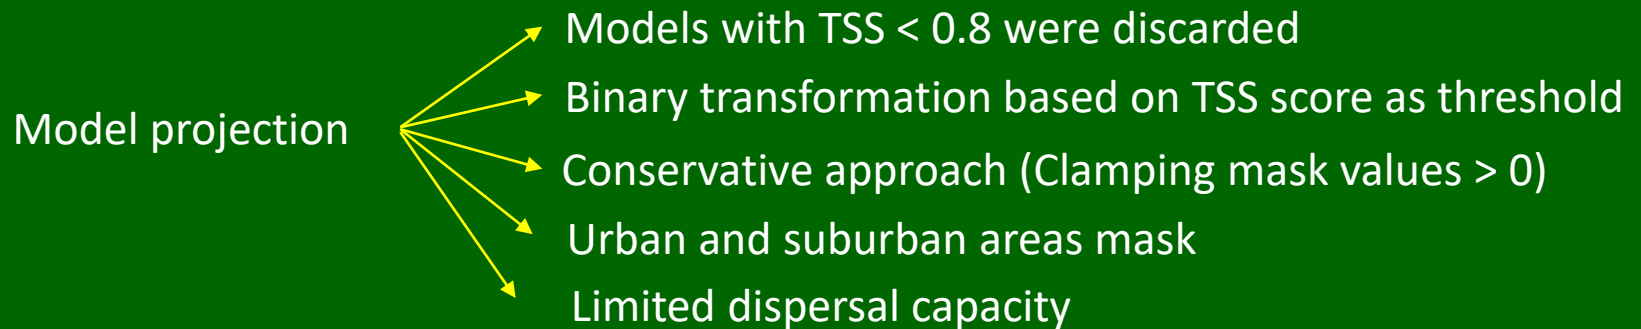 Models with TSS < 0.8 were discarded
Binary transformation based on TSS score as threshold
Model projection
Conservative approach (Clamping mask values > 0)
Urban and suburban areas mask
Limited dispersal capacity